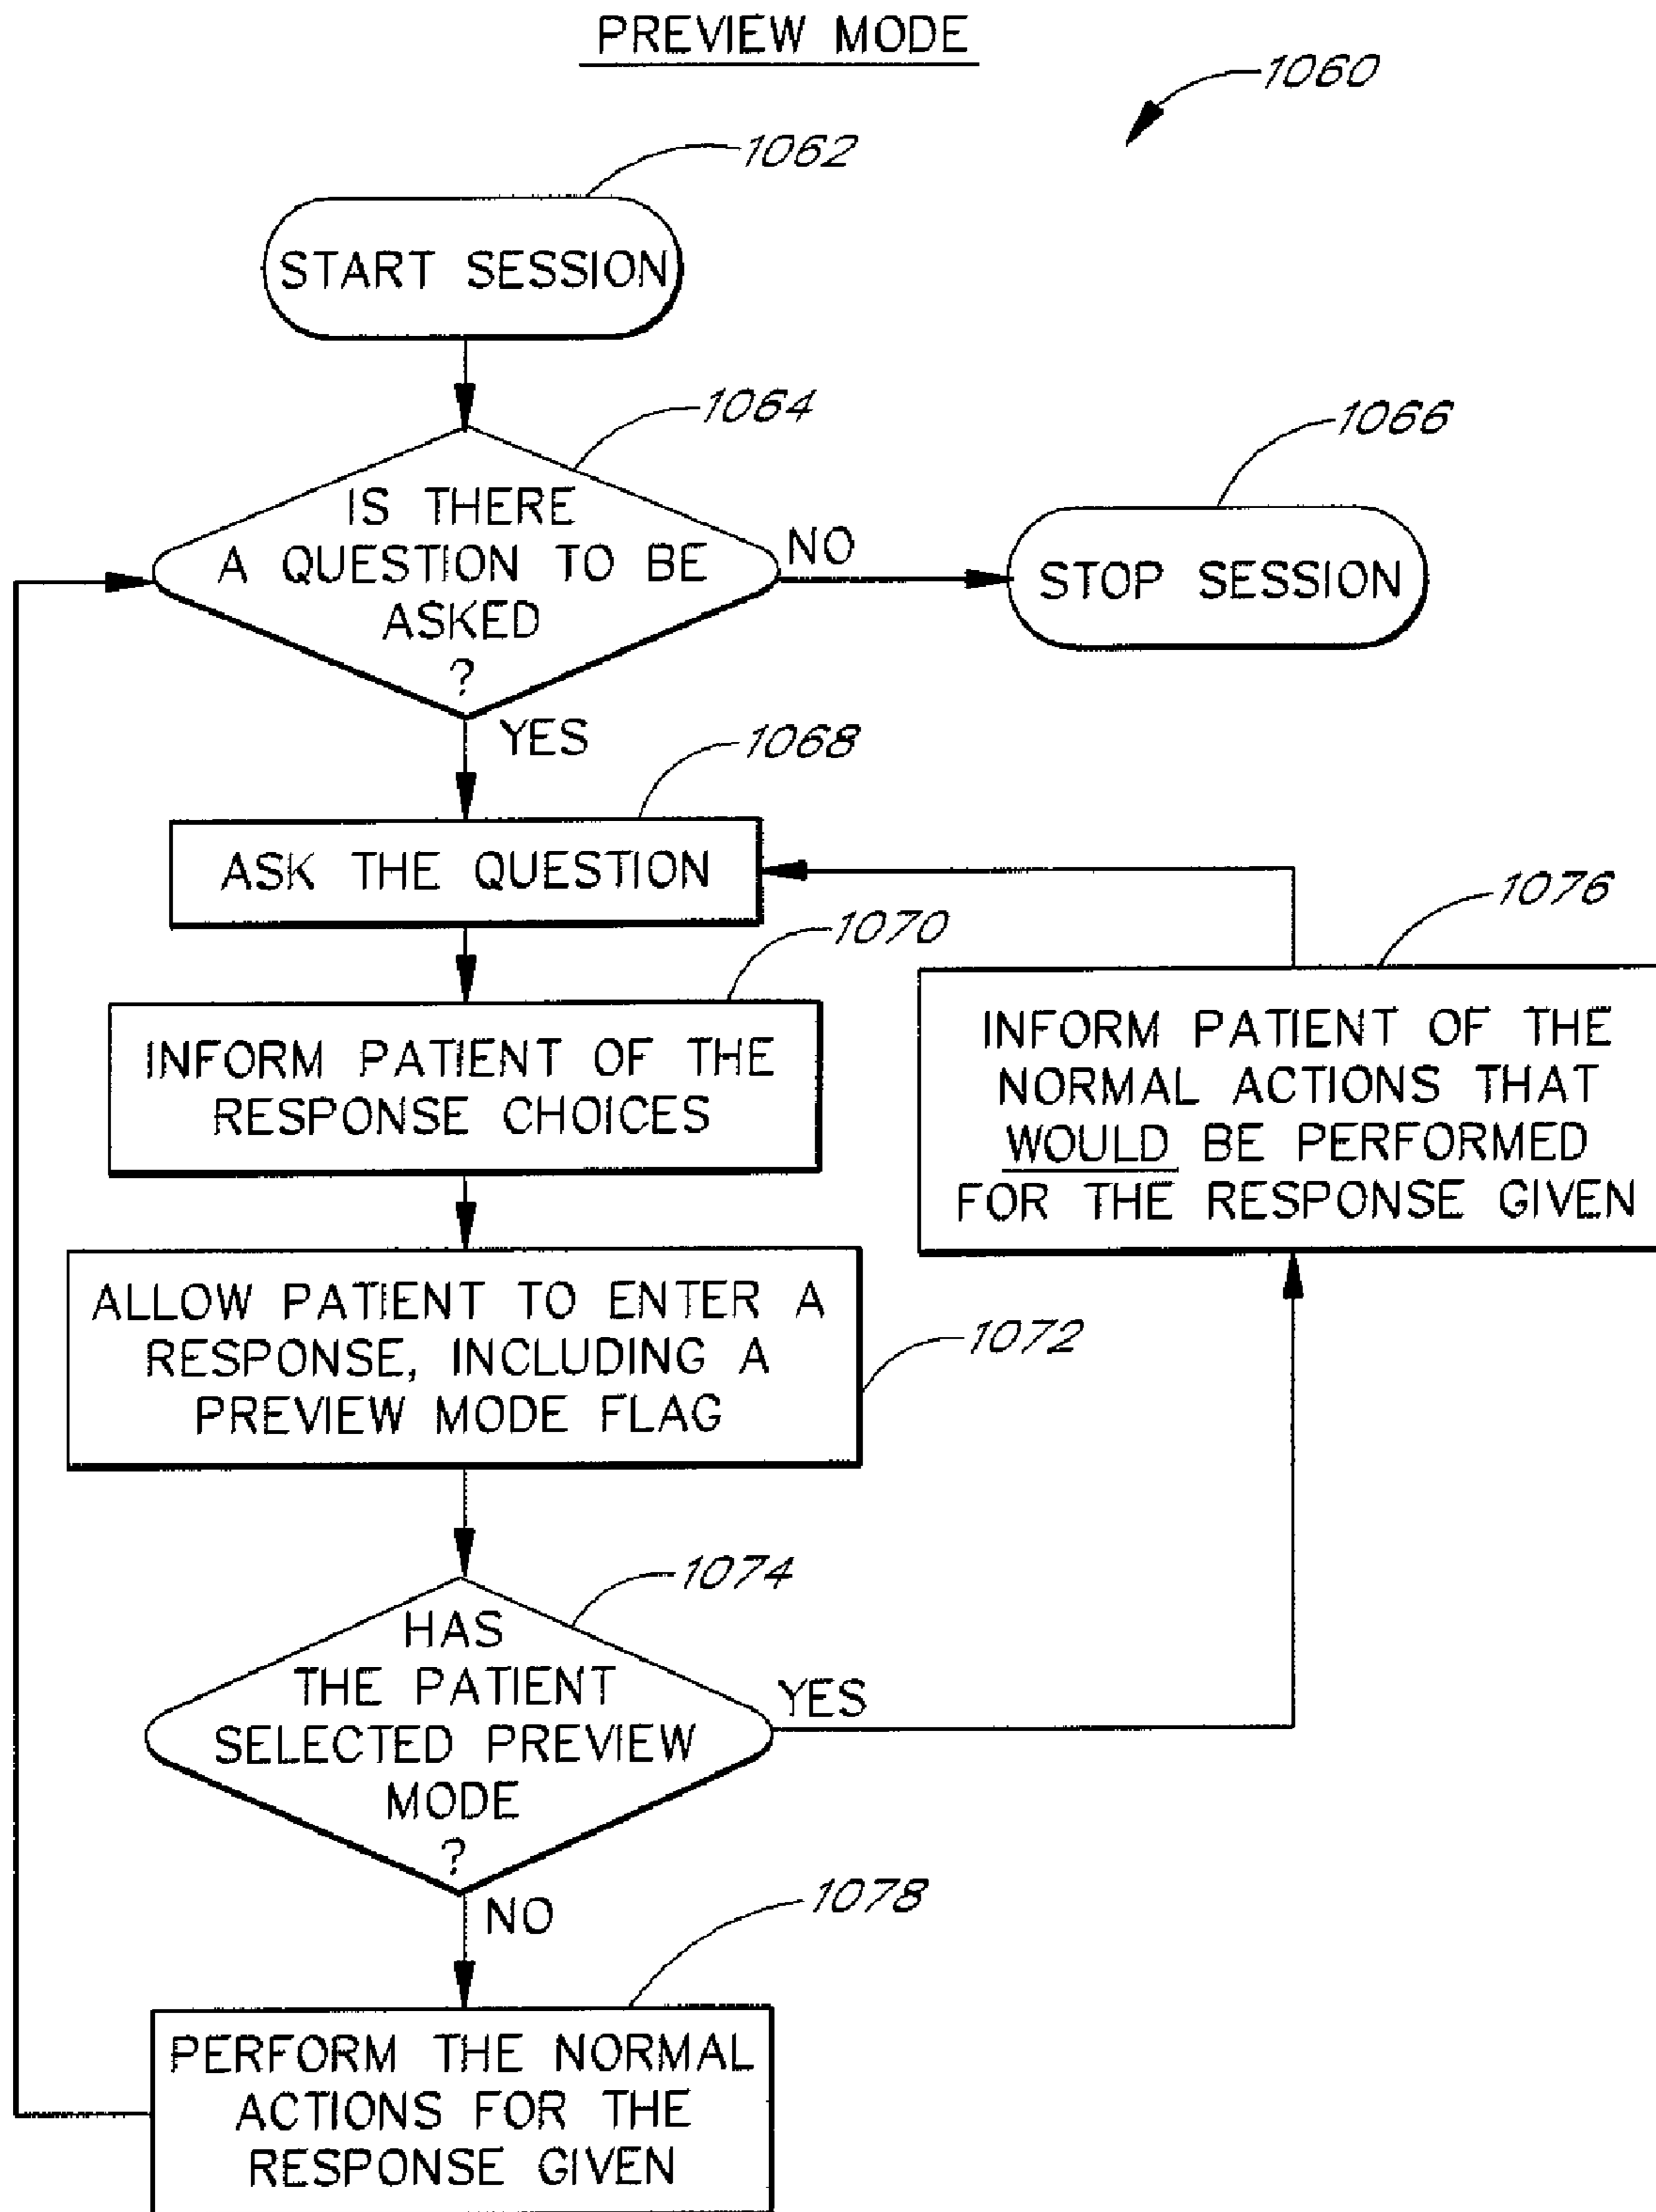 PREVIEW MODE
1060
1062
START SESSION
1064
1066
IS THERE
A QUESTION TO BE
ASKED
?
NO
STOP SESSION
YES
1068
ASK THE QUESTION
1070
1076
INFORM PATIENT OF THE
RESPONSE CHOICES
INFORM PATIENT OF THE
NORMAL ACTIONS THAT
WOULD BE PERFORMED
FOR THE RESPONSE GIVEN
ALLOW PATIENT TO ENTER A
RESPONSE, INCLUDING A
PREVIEW MODE FLAG
1072
1074
HAS
THE PATIENT
SELECTED PREVIEW
MODE
?
YES
NO
1078
PERFORM THE NORMAL
ACTIONS FOR THE
RESPONSE GIVEN